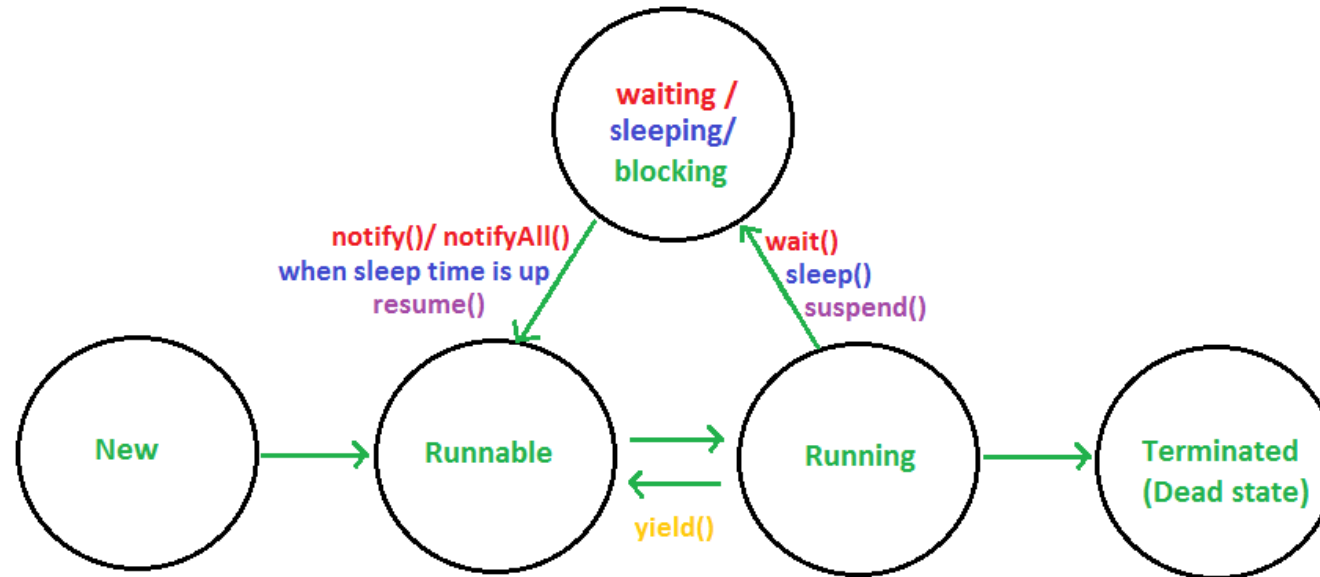 waiting /
sleeping/
blocking
notify()/ notifyAll()
when sleep time is up
resume()
wait()
sleep()
suspend()
New
Runnable
Running
Terminated
(Dead state)
yield()